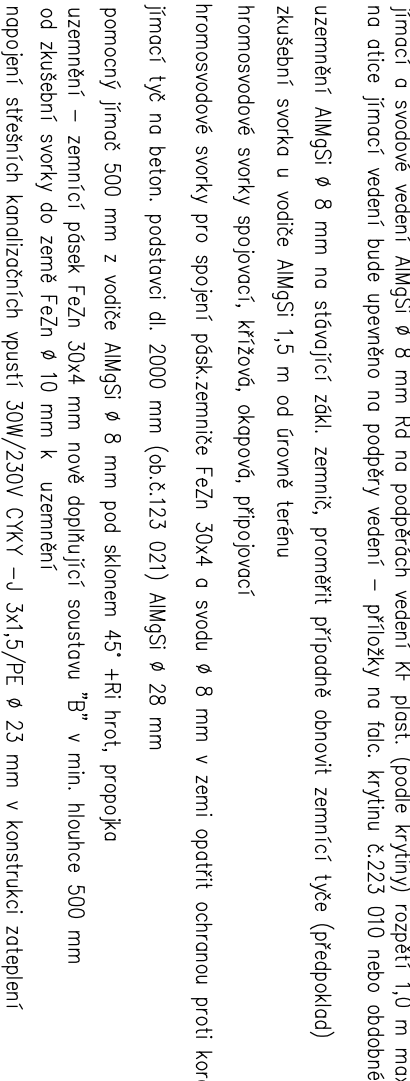 jímací a svodové vedení AlMgSi ϕ 8 mm Rd na podpěrách vedení KF plast. (podle krytiny) rozpětí 1,0 m max
na atice jímací vedení bude upevněno na podpěry vedení – příložky na falc. krytinu č.223 010 nebo obdobné
uzemnění AlMgSi ϕ 8 mm na stávající zákl. zemnič, proměřit případně obnovit zemnící tyče (předpoklad)
zkušební svorka u vodiče AlMgSi 1,5 m od úrovně terénu
hromosvodové svorky spojovací, křížová, okapová, připojovací
hromosvodové svorky pro spojení pásk.zemniče FeZn 30x4 a svodu ϕ 8 mm v zemi opatřit ochranou proti kor
jímací tyč na beton. podstavci dl. 2000 mm (ob.č.123 021) AlMgSi ϕ 28 mm
pomocný jímač 500 mm z vodiče AlMgSi ϕ 8 mm pod sklonem 45° +Ri hrot, propojka
uzemnění – zemnící pásek FeZn 30x4 mm nově doplňující soustavu "B" v min. hlouhce 500 mm
od zkušební svorky do země FeZn ϕ 10 mm k uzemnění
napojení střešních kanalizočních vpustí 30W/230V CYKY –J 3x1,5/PE ϕ 23 mm v konstrukci zateplení